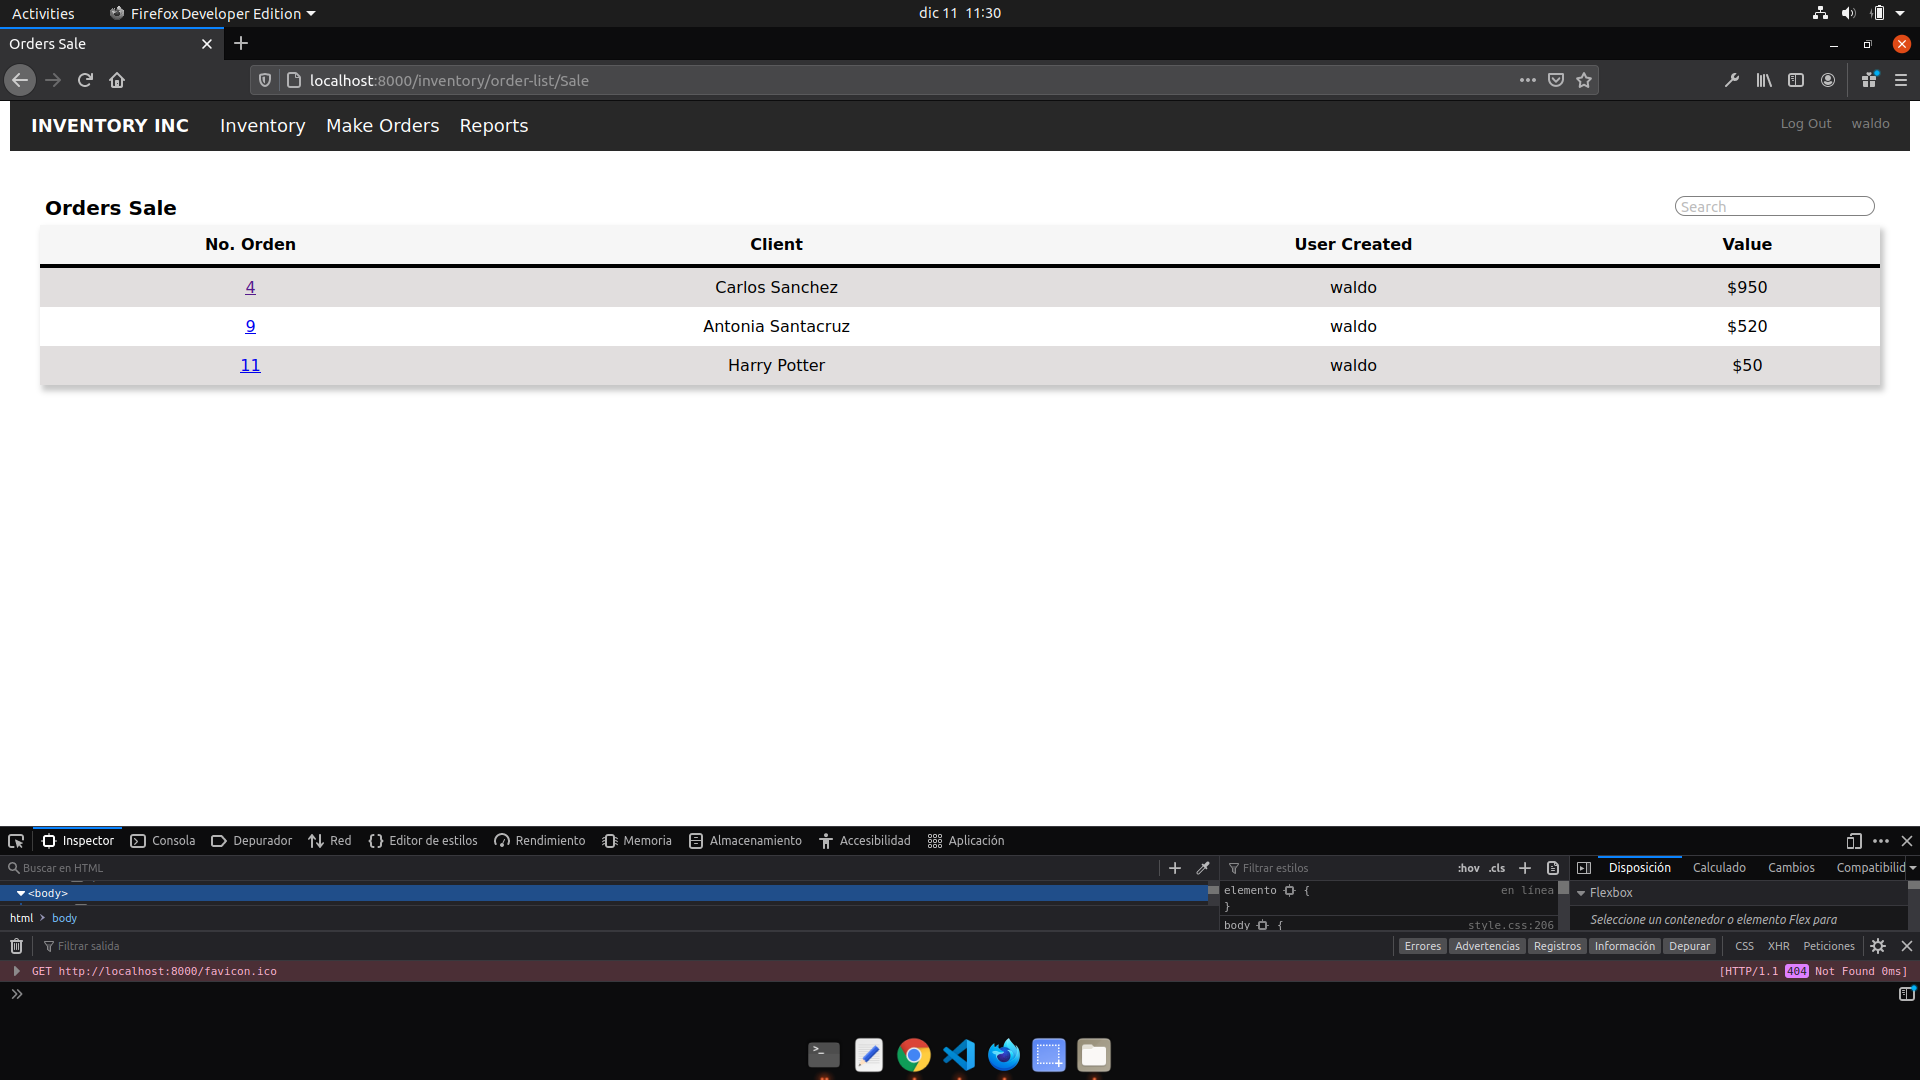 Activities Firefox Developer Edition dic 11 11:30
Orders Sale
localhost:8000/inventory/order-list/Sale
INVENTORY INC Inventory Make Orders Reports Log Out waldo
Orders Sale Search
No. Orden Client User Created Value
4 Carlos Sanchez waldo $950
9 Antonia Santacruz waldo $520
11 Harry Potter waldo $50
Inspector Consola Depurador Red {} Editor de estilos Rendimiento Memoria Almacenamiento Accesibilidad Aplicación
Buscar en HTML Filtrar estilos :hov .cls Disposición Calculado Cambios Compatibilid
<body> elemento { en línea Flexbox
}
html > body body { style.css:206 Seleccione un contenedor o elemento Flex para
Filtrar salida Errores Advertencias Registros Información Depurar CSS XHR Peticiones
GET http://localhost:8000/favicon.ico [HTTP/1.1 404 Not Found 0ms]